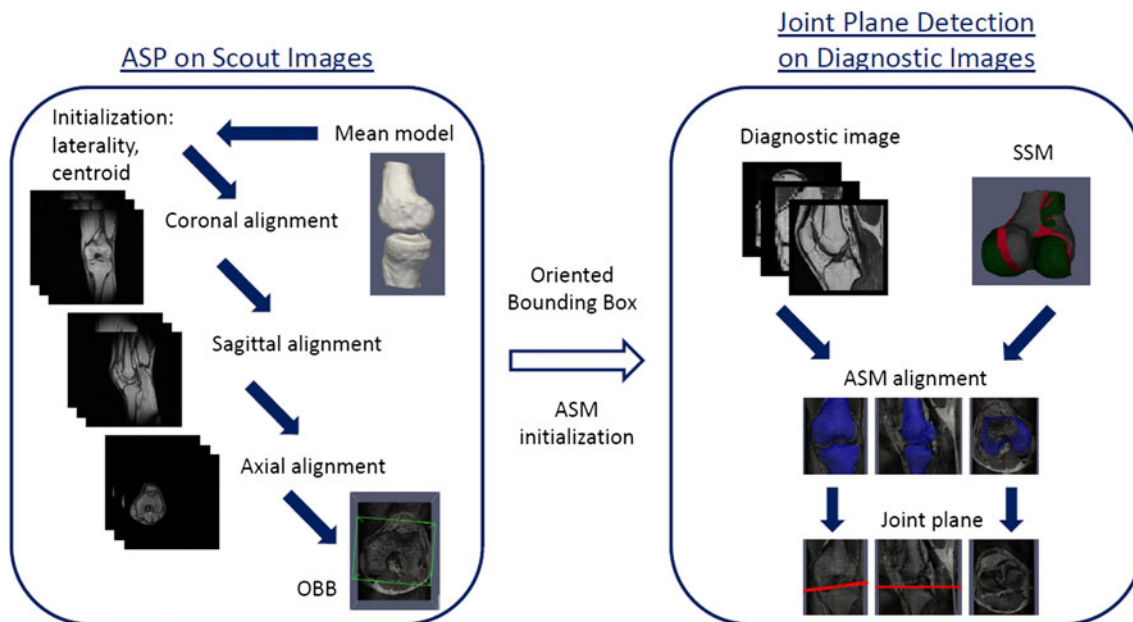 ASP on Scout Images
Initialization:
laterality,
centroid
Mean model
Coronal alignment
Sagittal alignment
Axial alignment
OBB
Oriented
Bounding Box
ASM
initialization
Joint Plane Detection
on Diagnostic Images
Diagnostic image
SSM
ASM alignment
Joint plane